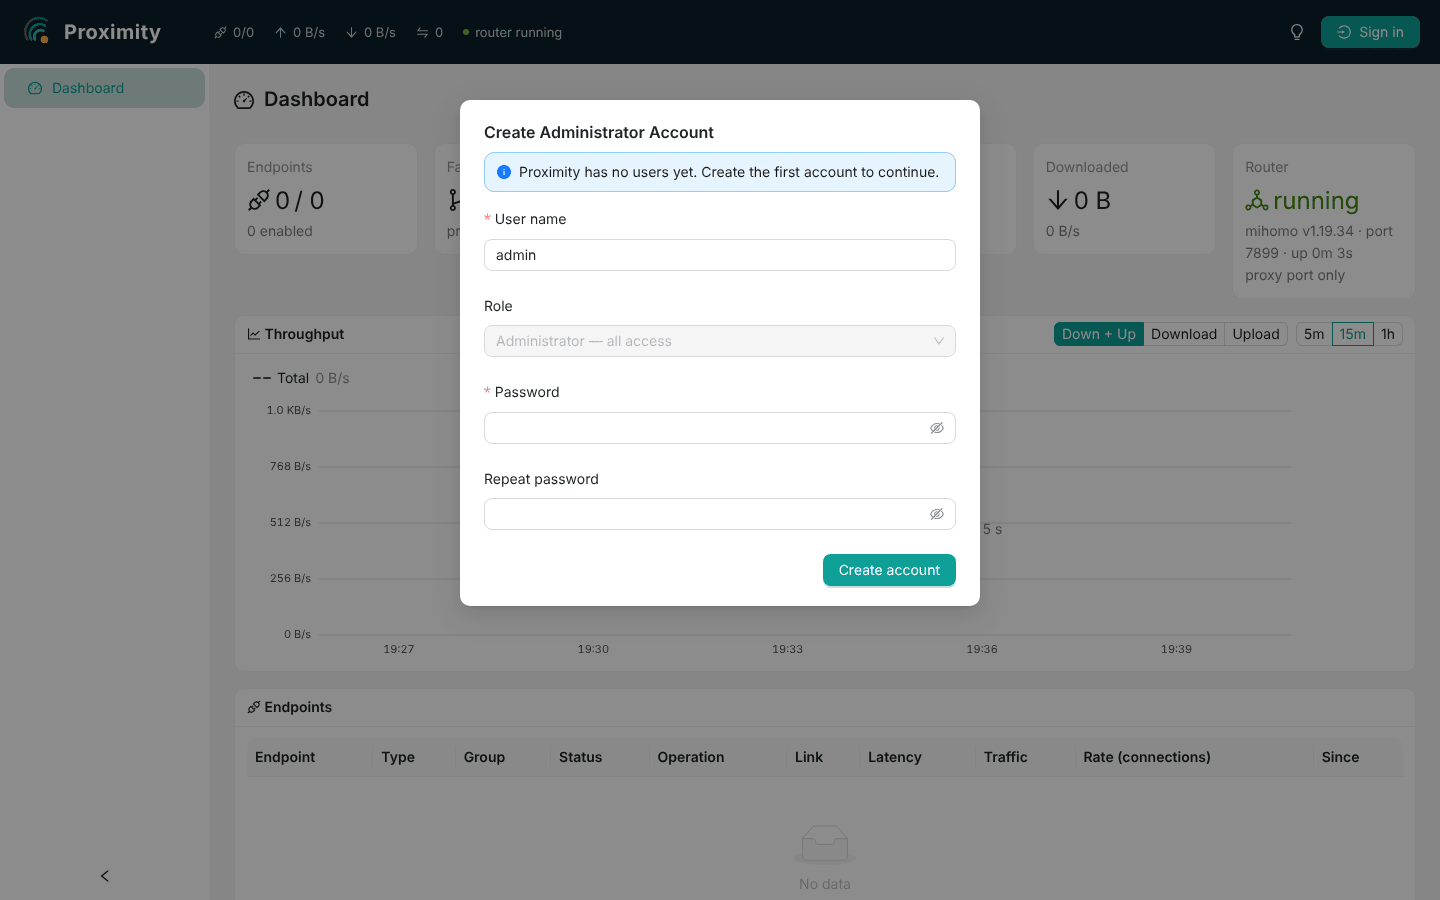 Proximity
0/0
0 B/s
0 B/s
0
router running
Sign in
Dashboard
Dashboard
Create Administrator Account
Proximity has no users yet. Create the first account to continue.
* User name
admin
Role
Administrator — all access
* Password
Repeat password
Create account
Endpoints
0 / 0
0 enabled
Downloaded
0 B
0 B/s
Router
running
mihomo v1.19.34 · port
7899 · up 0m 3s
proxy port only
Throughput
Down + Up
Download
Upload
5m
15m
1h
Total 0 B/s
1.0 KB/s
768 B/s
512 B/s
256 B/s
0 B/s
5 s
19:27
19:30
19:33
19:36
19:39
Endpoints
Endpoint
Type
Group
Status
Operation
Link
Latency
Traffic
Rate (connections)
Since
No data